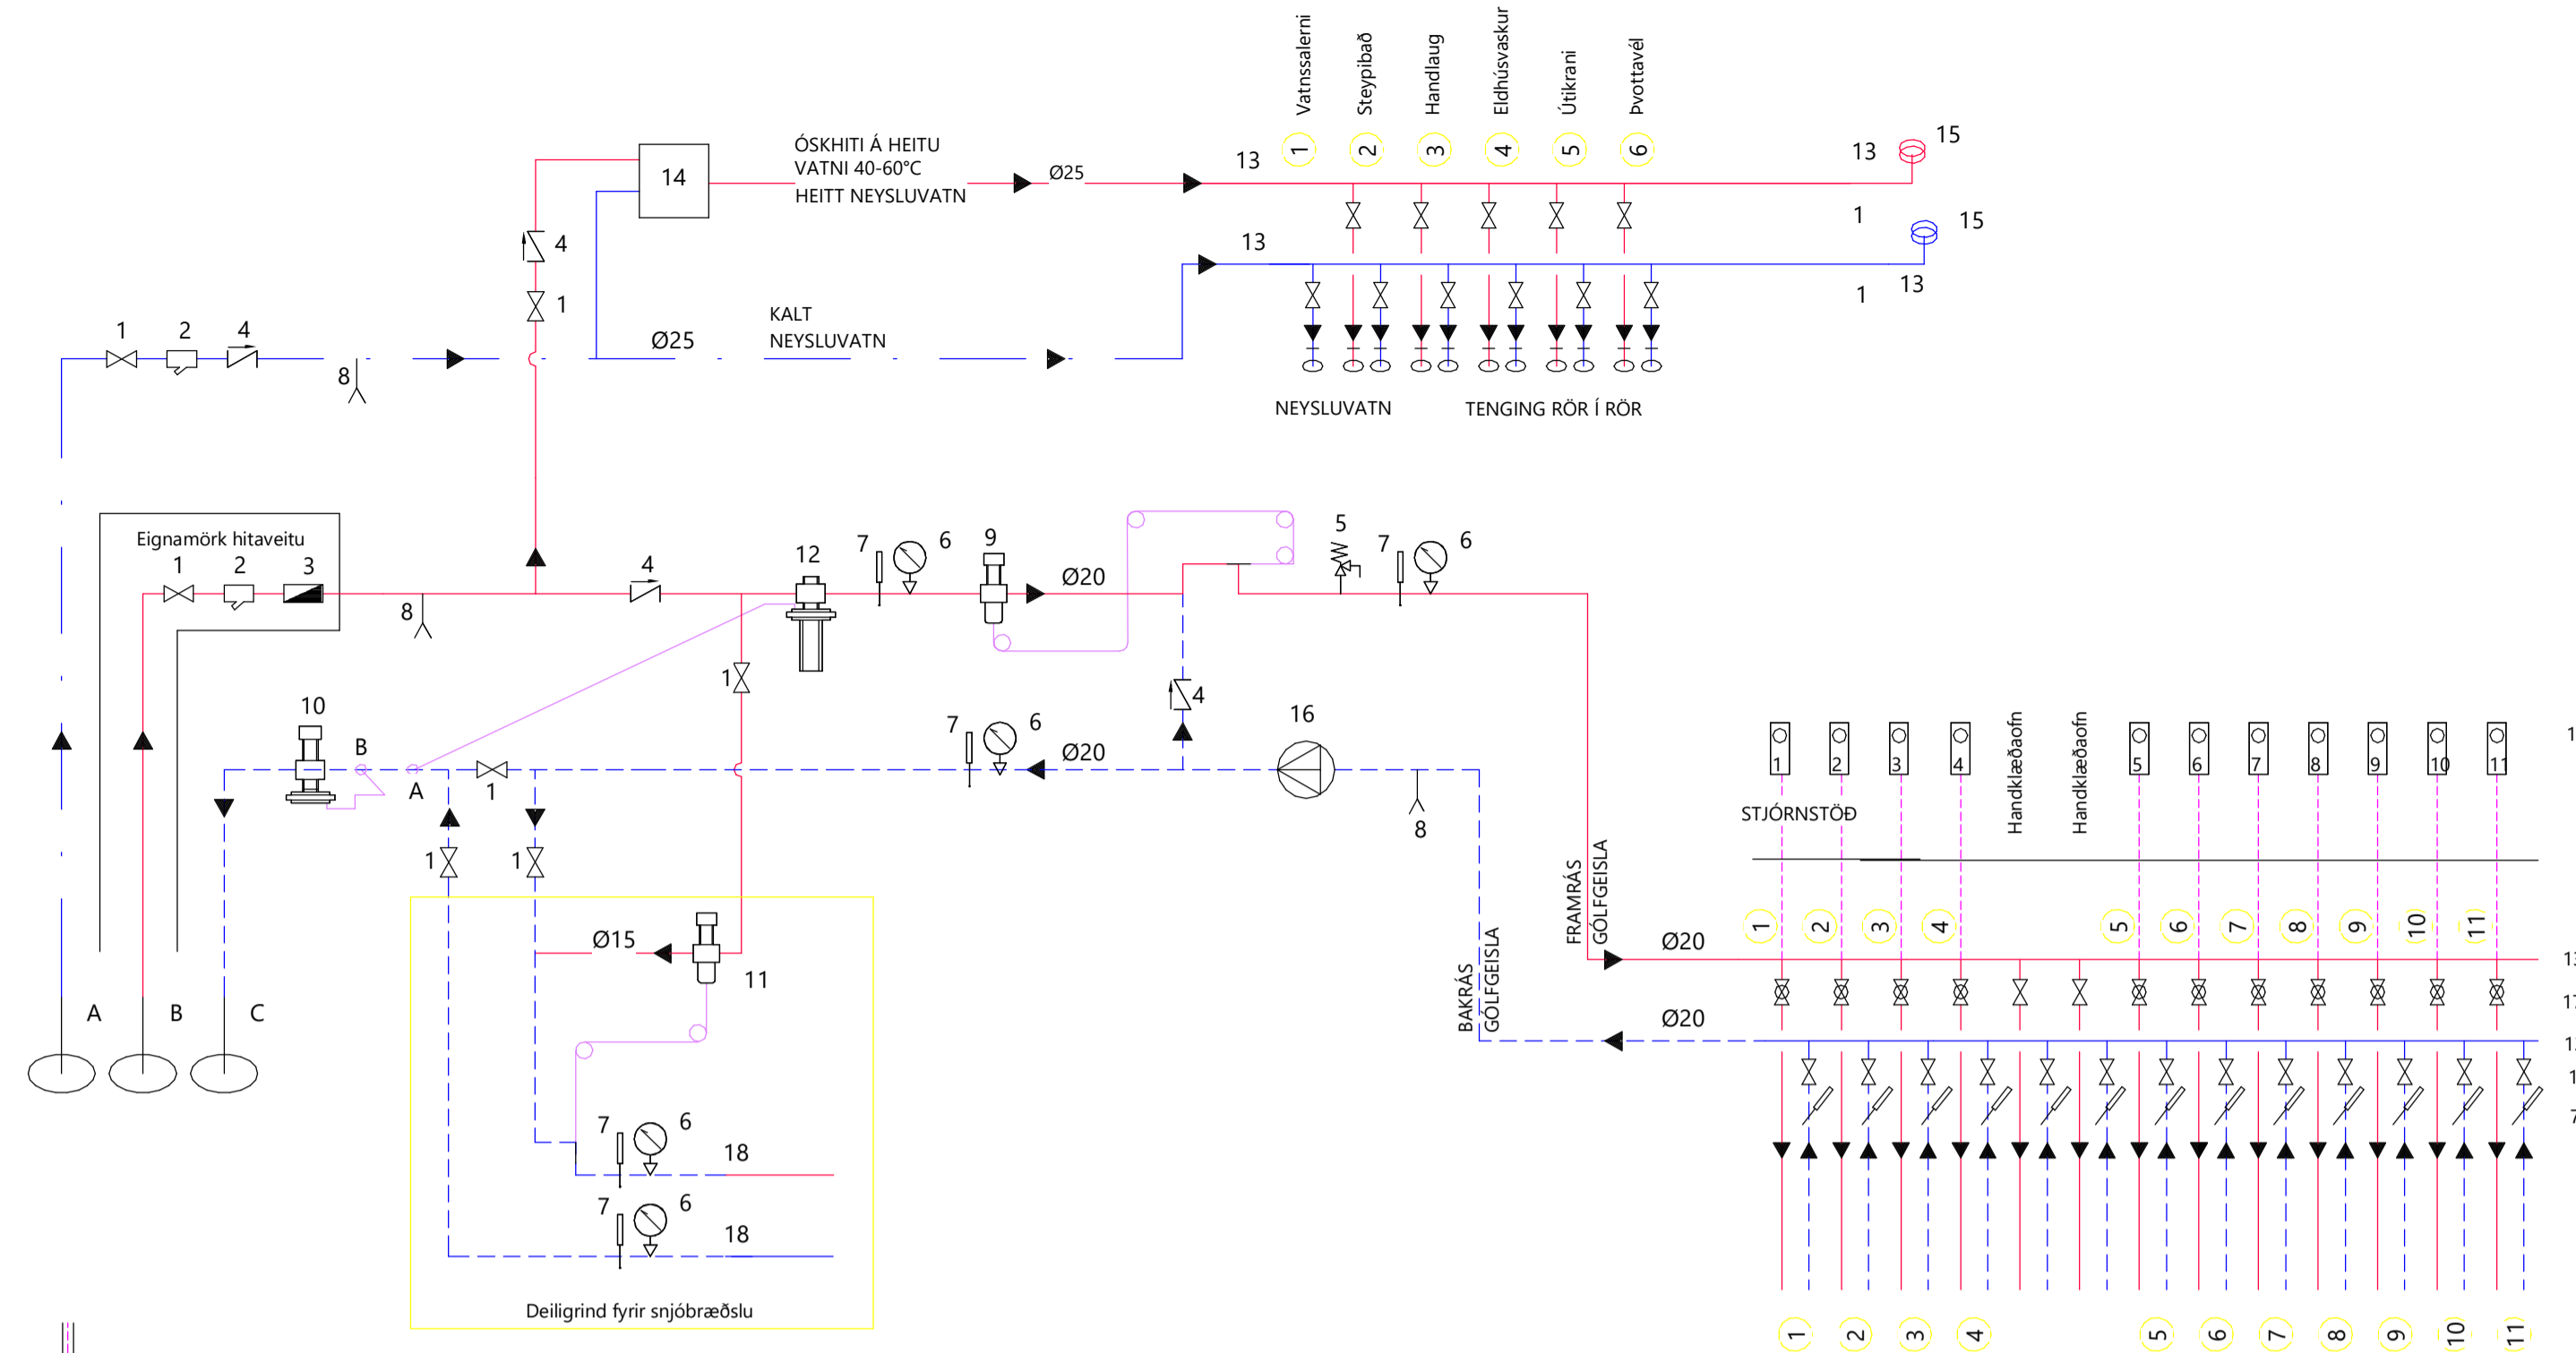 Vatnssalerni
Steypibað
Handlaug
Eldhúsvaskur
Útikrani
Þvottavél
1
2
3
4
5
6
ÓSKHITI Á HEITU
VATNI 40-60°C
HEITT NEYSLUVATN
14
Ø25
13
13
15
4
1
13
1
15
1
13
1
2
4
8
Ø25
KALT
NEYSLUVATN
NEYSLUVATN
TENGING RÖR Í RÖR
Eignamörk hitaveitu
1
2
3
8
4
12
7
6
9
Ø20
5
7
6
1
4
10
B
A
1
7
6
Ø20
16
8
1
1
Ø15
11
7
6
18
7
6
18
Deiligrind fyrir snjóbræðslu
A
B
C
FRAMRÁS
GÓLFGEISLA
BAKRÁS
GÓLFGEISLA
Ø20
Ø20
STJÓRNSTÖÐ
Handklæðaofn
Handklæðaofn
1
2
3
4
5
6
7
8
9
10
11
1
2
3
4
5
6
7
8
9
10
11
1
2
3
4
5
6
7
8
9
10
11